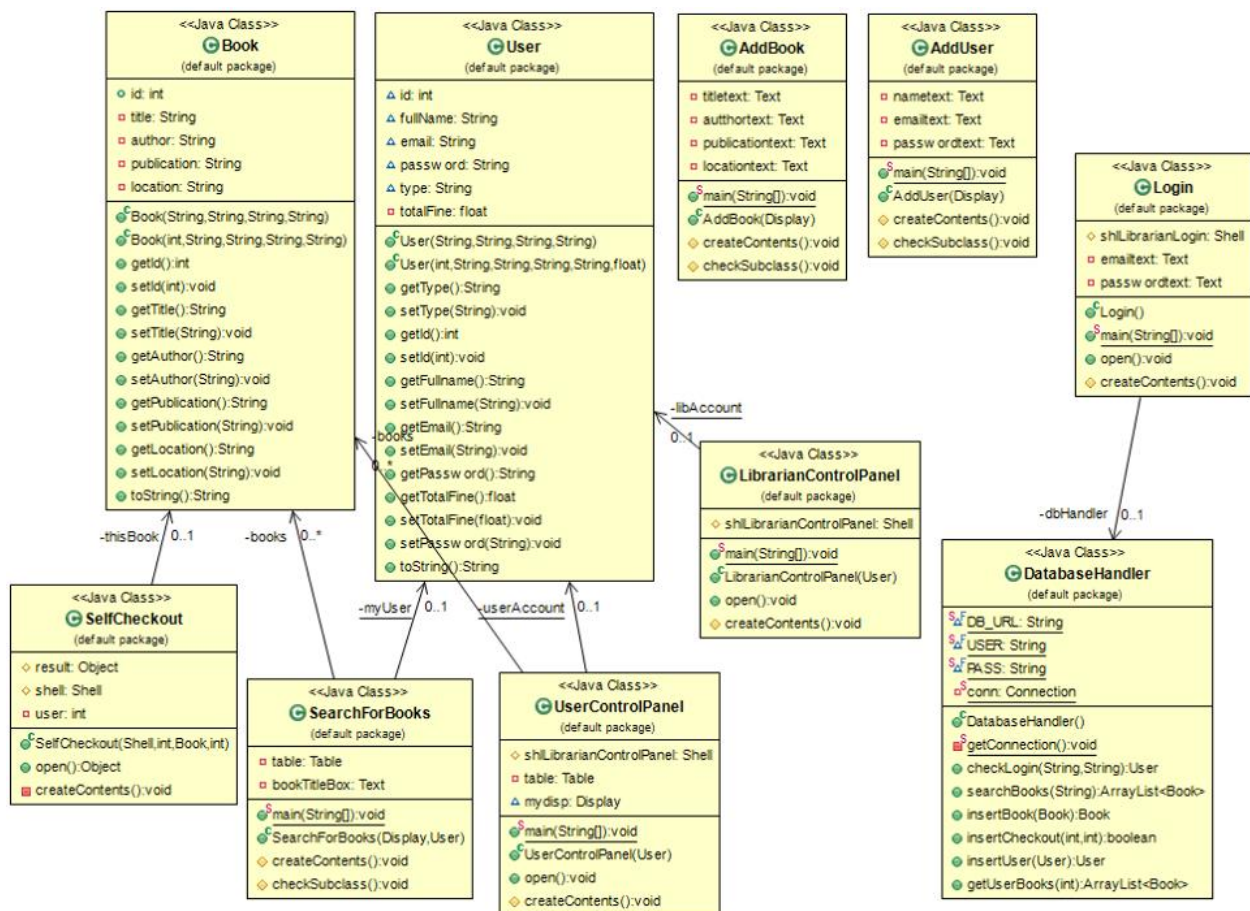 <<Java Class>>
Book
(default package)
id: int
title: String
author: String
publication: String
location: String
Book(String,String,String,String)
Book(int,String,String,String,String)
getId():int
setId(int):void
getTitle():String
setTitle(String):void
getAuthor():String
setAuthor(String):void
getPublication():String
setPublication(String):void
getLocation():String
setLocation(String):void
toString():String
<<Java Class>>
User
(default package)
id: int
fullName: String
email: String
password: String
type: String
totalFine: float
User(String,String,String,String)
User(int,String,String,String,String,float)
getType():String
setType(String):void
getId():int
setId(int):void
getFullname():String
setFullname(String):void
getEmail():String
setEmail(String):void
getPassword():String
getTotalFine():float
setTotalFine(float):void
setPassword(String):void
toString():String
<<Java Class>>
AddBook
(default package)
titletext: Text
autthortext: Text
publicationtext: Text
locationtext: Text
main(String[]):void
AddBook(Display)
createContents():void
checkSubclass():void
<<Java Class>>
AddUser
(default package)
nametext: Text
emailtext: Text
passwordtext: Text
main(String[]):void
AddUser(Display)
createContents():void
checkSubclass():void
<<Java Class>>
Login
(default package)
shlLibrarianLogin: Shell
emailtext: Text
passwordtext: Text
Login()
main(String[]):void
open():void
createContents():void
-libAccount
0..1
-books
0..*
<<Java Class>>
LibrarianControlPanel
(default package)
shlLibrarianControlPanel: Shell
main(String[]):void
LibrarianControlPanel(User)
open():void
createContents():void
-dbHandler 0..1
-thisBook 0..1
-books 0..*
-myUser 0..1
-userAccount 0..1
<<Java Class>>
SelfCheckout
(default package)
result: Object
shell: Shell
user: int
SelfCheckout(Shell,int,Book,int)
open():Object
createContents():void
<<Java Class>>
SearchForBooks
(default package)
table: Table
bookTitleBox: Text
main(String[]):void
SearchForBooks(Display,User)
createContents():void
checkSubclass():void
<<Java Class>>
UserControlPanel
(default package)
shlLibrarianControlPanel: Shell
table: Table
mydisp: Display
main(String[]):void
UserControlPanel(User)
open():void
createContents():void
<<Java Class>>
DatabaseHandler
(default package)
DB_URL: String
USER: String
PASS: String
conn: Connection
DatabaseHandler()
getConnection():void
checkLogin(String,String):User
searchBooks(String):ArrayList<Book>
insertBook(Book):Book
insertCheckout(int,int):boolean
insertUser(User):User
getUserBooks(int):ArrayList<Book>